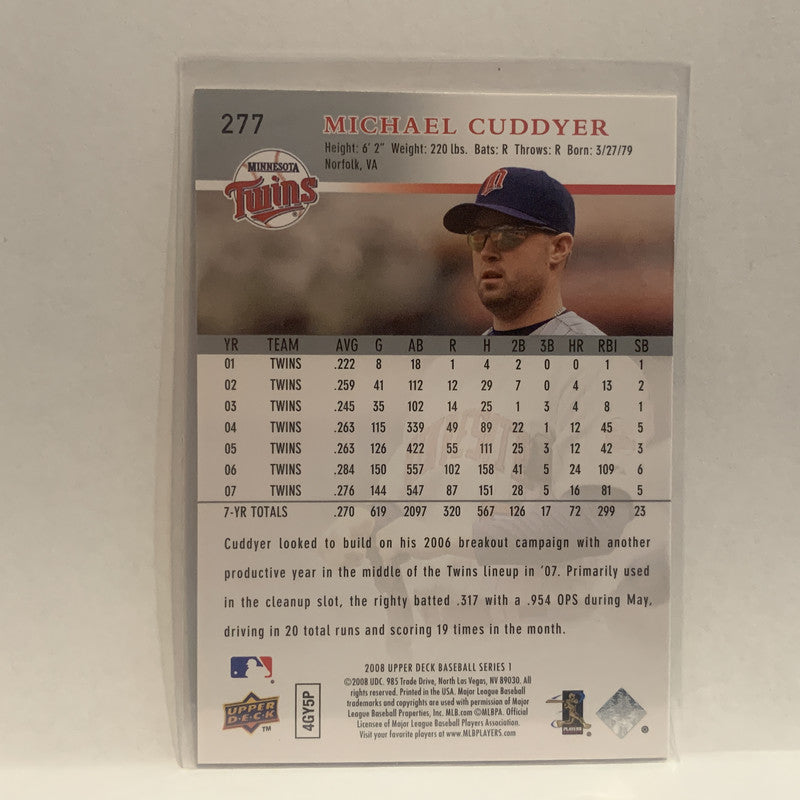 277
MICHAEL CUDDYER
Height: 6' 2" Weight: 220 lbs. Bats: R Throws: R Born: 3/27/79
Norfolk, VA
MINNESOTA
Twins
YR TEAM AVG G AB R H 2B 3B HR RBI SB
01 TWINS .222 8 18 1 4 2 0 0 1 1
02 TWINS .259 41 112 12 29 7 0 4 13 2
03 TWINS .245 35 102 14 25 1 3 4 8 1
04 TWINS .263 115 339 49 89 22 1 12 45 5
05 TWINS .263 126 422 55 111 25 3 12 42 3
06 TWINS .284 150 557 102 158 41 5 24 109 6
07 TWINS .276 144 547 87 151 28 5 16 81 5
7-YR TOTALS .270 619 2097 320 567 126 17 72 299 23
Cuddyer looked to build on his 2006 breakout campaign with another
productive year in the middle of the Twins lineup in '07. Primarily used
in the cleanup slot, the righty batted .317 with a .954 OPS during May,
driving in 20 total runs and scoring 19 times in the month.
2008 UPPER DECK BASEBALL SERIES 1
©2008 UDC. 985 Trade Drive, North Las Vegas, NV 89030. All
rights reserved. Printed in the USA. Major League Baseball
trademarks and copyrights are used with permission of Major
League Baseball Properties, Inc. MLB.com ©MLBPA. Official
Licensee of Major League Baseball Players Association.
Visit your favorite players at www.MLBPLAYERS.com
UPPER
DECK
TM
4GY5P
PLAYERS